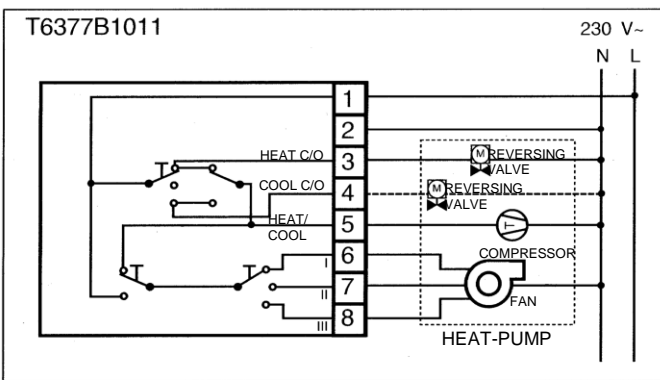 T6377B1011
230 V~
N L
1
2
HEAT C/O
3
REVERSING
VALVE
COOL C/O
4
REVERSING
VALVE
HEAT/
COOL
5
COMPRESSOR
I
6
II
7
FAN
III
8
HEAT-PUMP
M
M
T